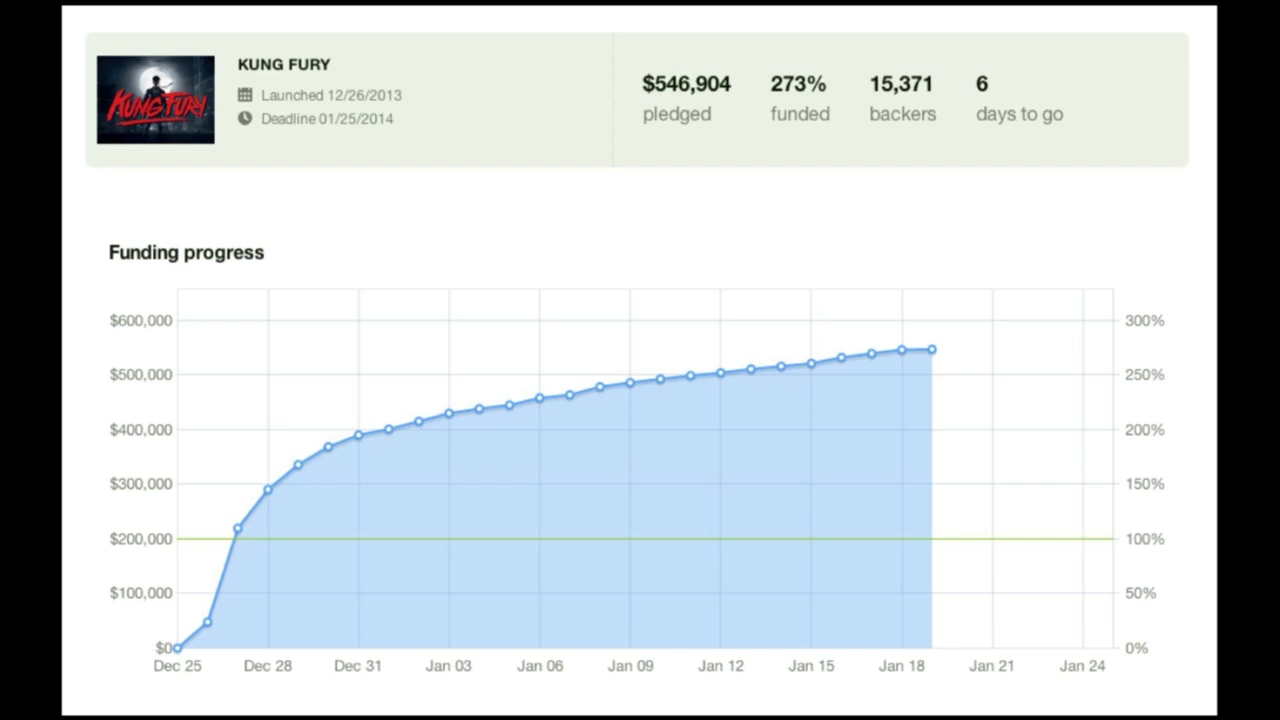 KUNG FURY
KUNG FURY
Launched 12/26/2013
Deadline 01/25/2014
$546,904 273% 15,371 6
pledged funded backers days to go
Funding progress
$600,000 300%
$500,000 250%
$400,000 200%
$300,000 150%
$200,000 100%
$100,000 50%
$0 0%
Dec 25 Dec 28 Dec 31 Jan 03 Jan 06 Jan 09 Jan 12 Jan 15 Jan 18 Jan 21 Jan 24